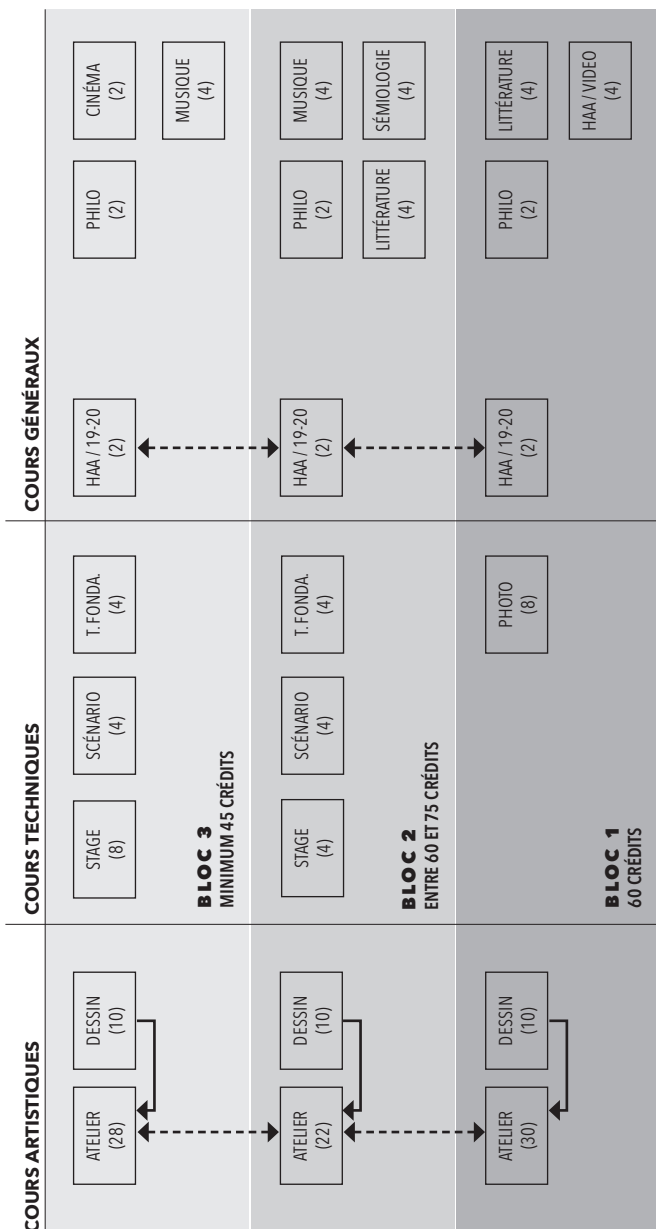 COURS ARTISTIQUES
COURS TECHNIQUES
COURS GÉNÉRAUX
ATELIER
(28)
DESSIN
(10)
STAGE
(8)
SCÉNARIO
(4)
T. FONDA.
(4)
HAA / 19-20
(2)
PHILO
(2)
CINÉMA
(2)
MUSIQUE
(4)
BLOC 3
MINIMUM 45 CRÉDITS
ATELIER
(22)
DESSIN
(10)
STAGE
(4)
SCÉNARIO
(4)
T. FONDA.
(4)
HAA / 19-20
(2)
PHILO
(2)
MUSIQUE
(4)
LITTÉRATURE
(4)
SÉMIOLOGIE
(4)
BLOC 2
ENTRE 60 ET 75 CRÉDITS
ATELIER
(30)
DESSIN
(10)
PHOTO
(8)
HAA / 19-20
(2)
PHILO
(2)
LITTÉRATURE
(4)
HAA / VIDEO
(4)
BLOC 1
60 CRÉDITS